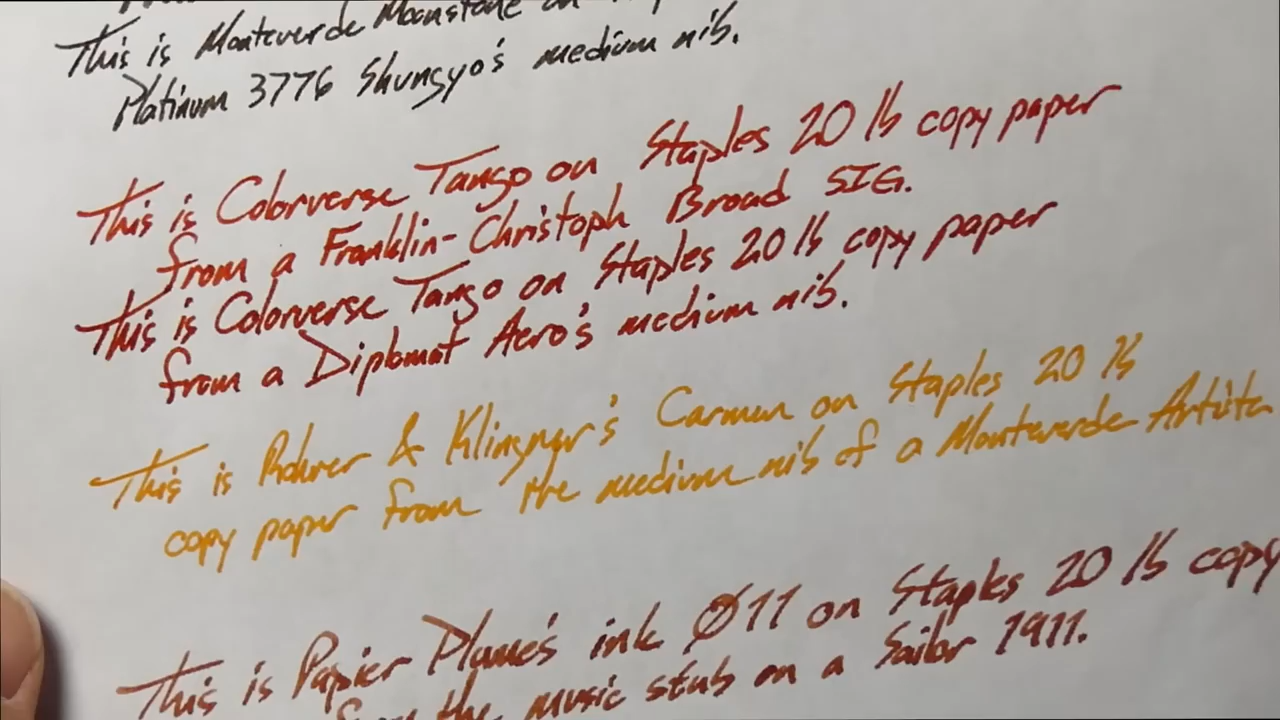 This is Monteverde Moonstone on
Platinum 3776 Shungyo's medium nib.
This is Colorverse Tango on Staples 20 lb copy paper
from a Franklin-Christoph Broad SIG.
This is Colorverse Tango on Staples 20 lb copy paper
from a Diplomat Aero's medium nib.
This is Rohrer & Klingner's Carmen on Staples 20 lb
copy paper from the medium nib of a Monteverde Artista
This is Papier Plume's ink Ø11 on Staples 20 lb copy
the music stub on a Sailor 1911.